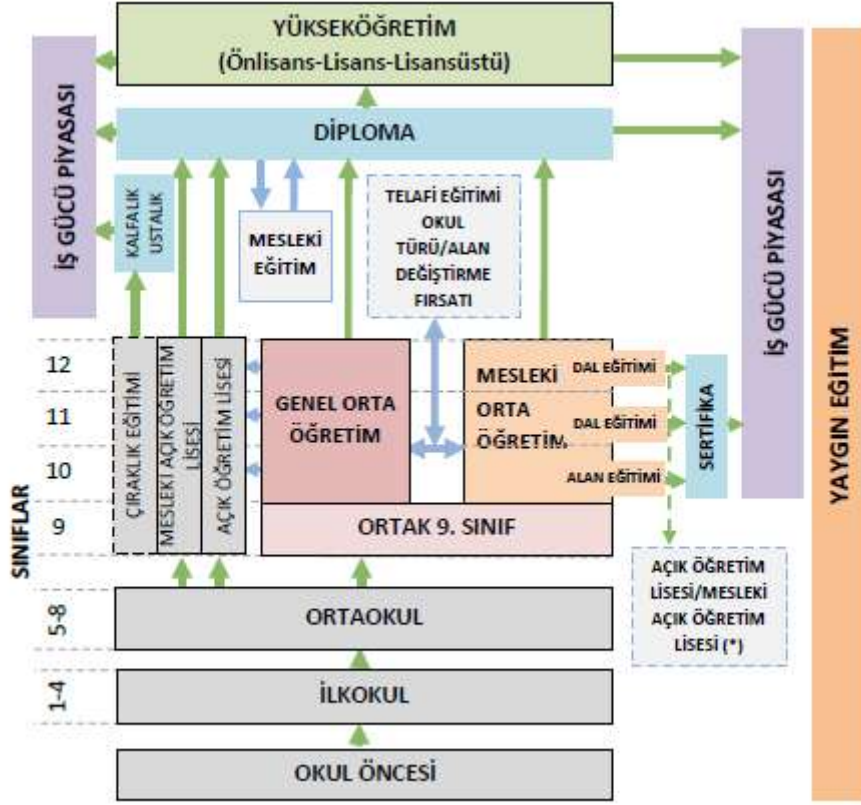 YÜKSEKÖĞRETİM
(Önlisans-Lisans-Lisansüstü)
İŞ GÜCÜ PİYASASI
DİPLOMA
KALFALIK
USTALIK
MESLEKİ
EĞİTİM
TELAFİ EĞİTİMİ
OKUL
TÜRÜ/ALAN
DEĞİŞTİRME
FIRSATI
İŞ GÜCÜ PİYASASI
YAYGIN EĞİTİM
SINIFLAR
12
11
10
9
5-8
1-4
ÇIRAKLIK EĞİTİMİ
MESLEKİ AÇIK ÖĞRETİM
LİSESİ
AÇIK ÖĞRETİM LİSESİ
GENEL ORTA
ÖĞRETİM
MESLEKİ
ORTA
ÖĞRETİM
DAL EĞİTİMİ
DAL EĞİTİMİ
ALAN EĞİTİMİ
SERTİFİKA
ORTAK 9. SINIF
AÇIK ÖĞRETİM
LİSESİ/MESLEKİ
AÇIK ÖĞRETİM
LİSESİ (*)
ORTAOKUL
İLKOKUL
OKUL ÖNCESİ